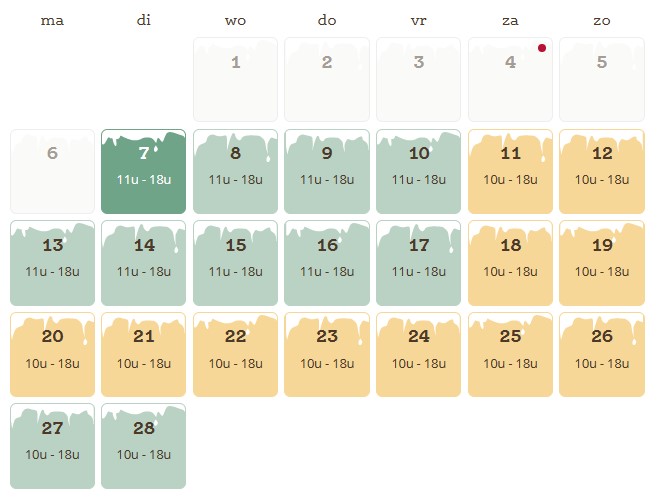 ma di wo do vr za zo
1 2 3 4 5
6 7 8 9 10 11 12
11u - 18u 11u - 18u 11u - 18u 11u - 18u 10u - 18u 10u - 18u
13 14 15 16 17 18 19
11u - 18u 11u - 18u 11u - 18u 11u - 18u 11u - 18u 10u - 18u 10u - 18u
20 21 22 23 24 25 26
10u - 18u 10u - 18u 10u - 18u 10u - 18u 10u - 18u 10u - 18u 10u - 18u
27 28
10u - 18u 10u - 18u